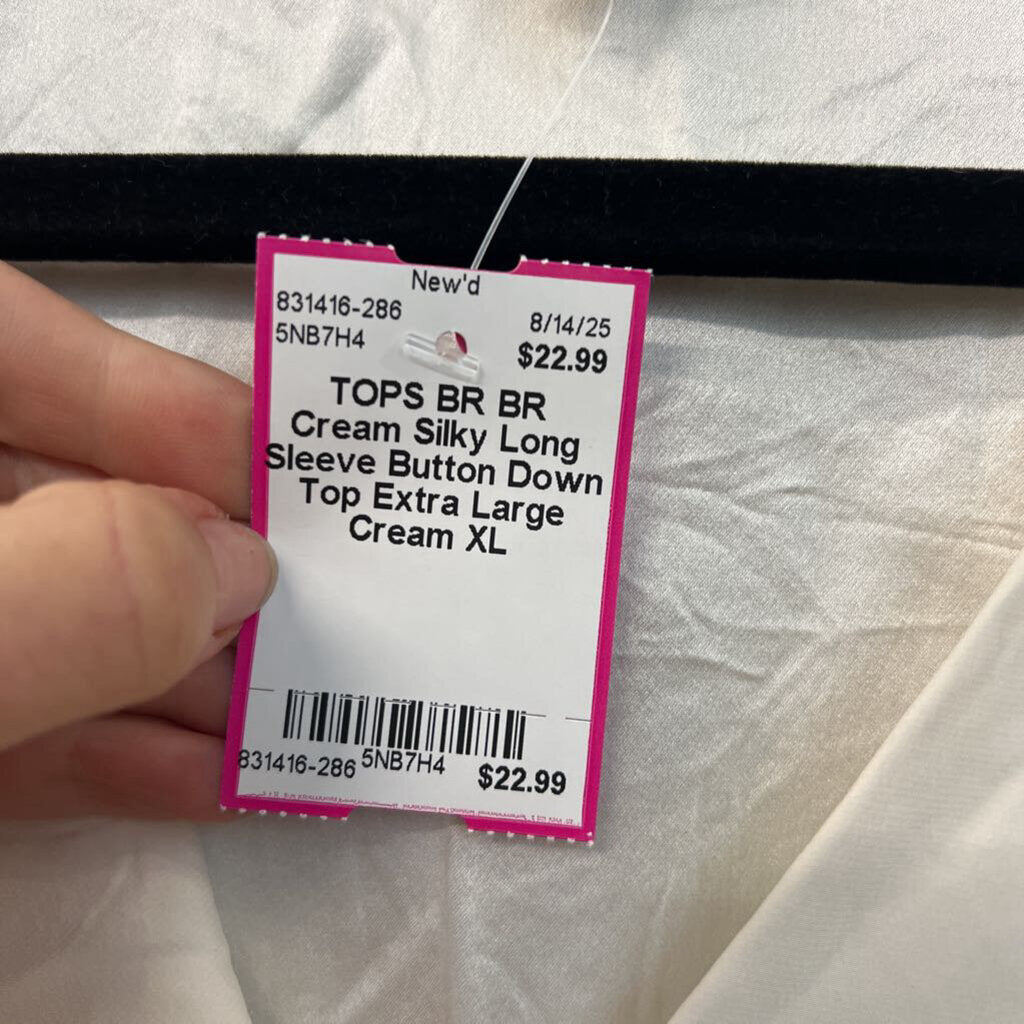 New'd
831416-286
8/14/25
5NB7H4
$22.99
TOPS BR BR
Cream Silky Long
Sleeve Button Down
Top Extra Large
Cream XL
831416-286 5NB7H4 $22.99